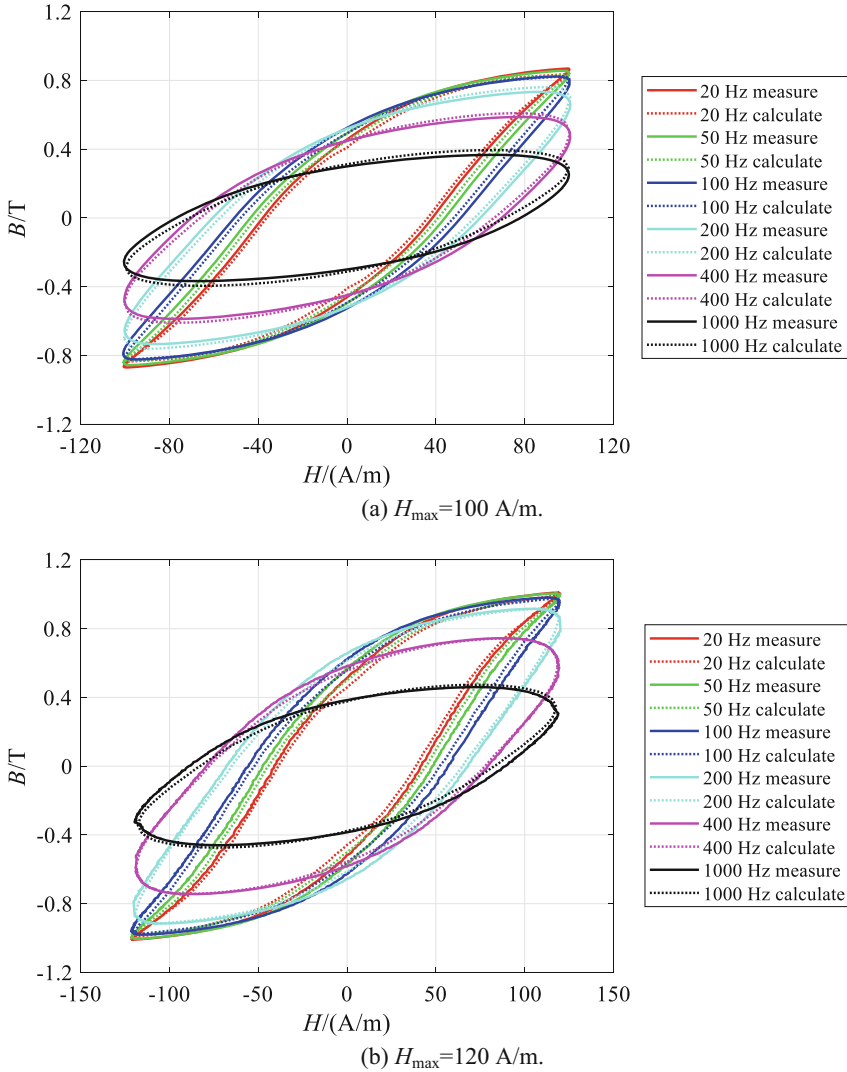 1.2
0.8
0.4
0
-0.4
-0.8
-1.2
B/T
-120
-80
-40
0
40
80
120
H/(A/m)
20 Hz measure
20 Hz calculate
50 Hz measure
50 Hz calculate
100 Hz measure
100 Hz calculate
200 Hz measure
200 Hz calculate
400 Hz measure
400 Hz calculate
1000 Hz measure
1000 Hz calculate
(a) Hmax=100 A/m.
1.2
0.8
0.4
0
-0.4
-0.8
-1.2
B/T
-150
-100
-50
0
50
100
150
H/(A/m)
20 Hz measure
20 Hz calculate
50 Hz measure
50 Hz calculate
100 Hz measure
100 Hz calculate
200 Hz measure
200 Hz calculate
400 Hz measure
400 Hz calculate
1000 Hz measure
1000 Hz calculate
(b) Hmax=120 A/m.